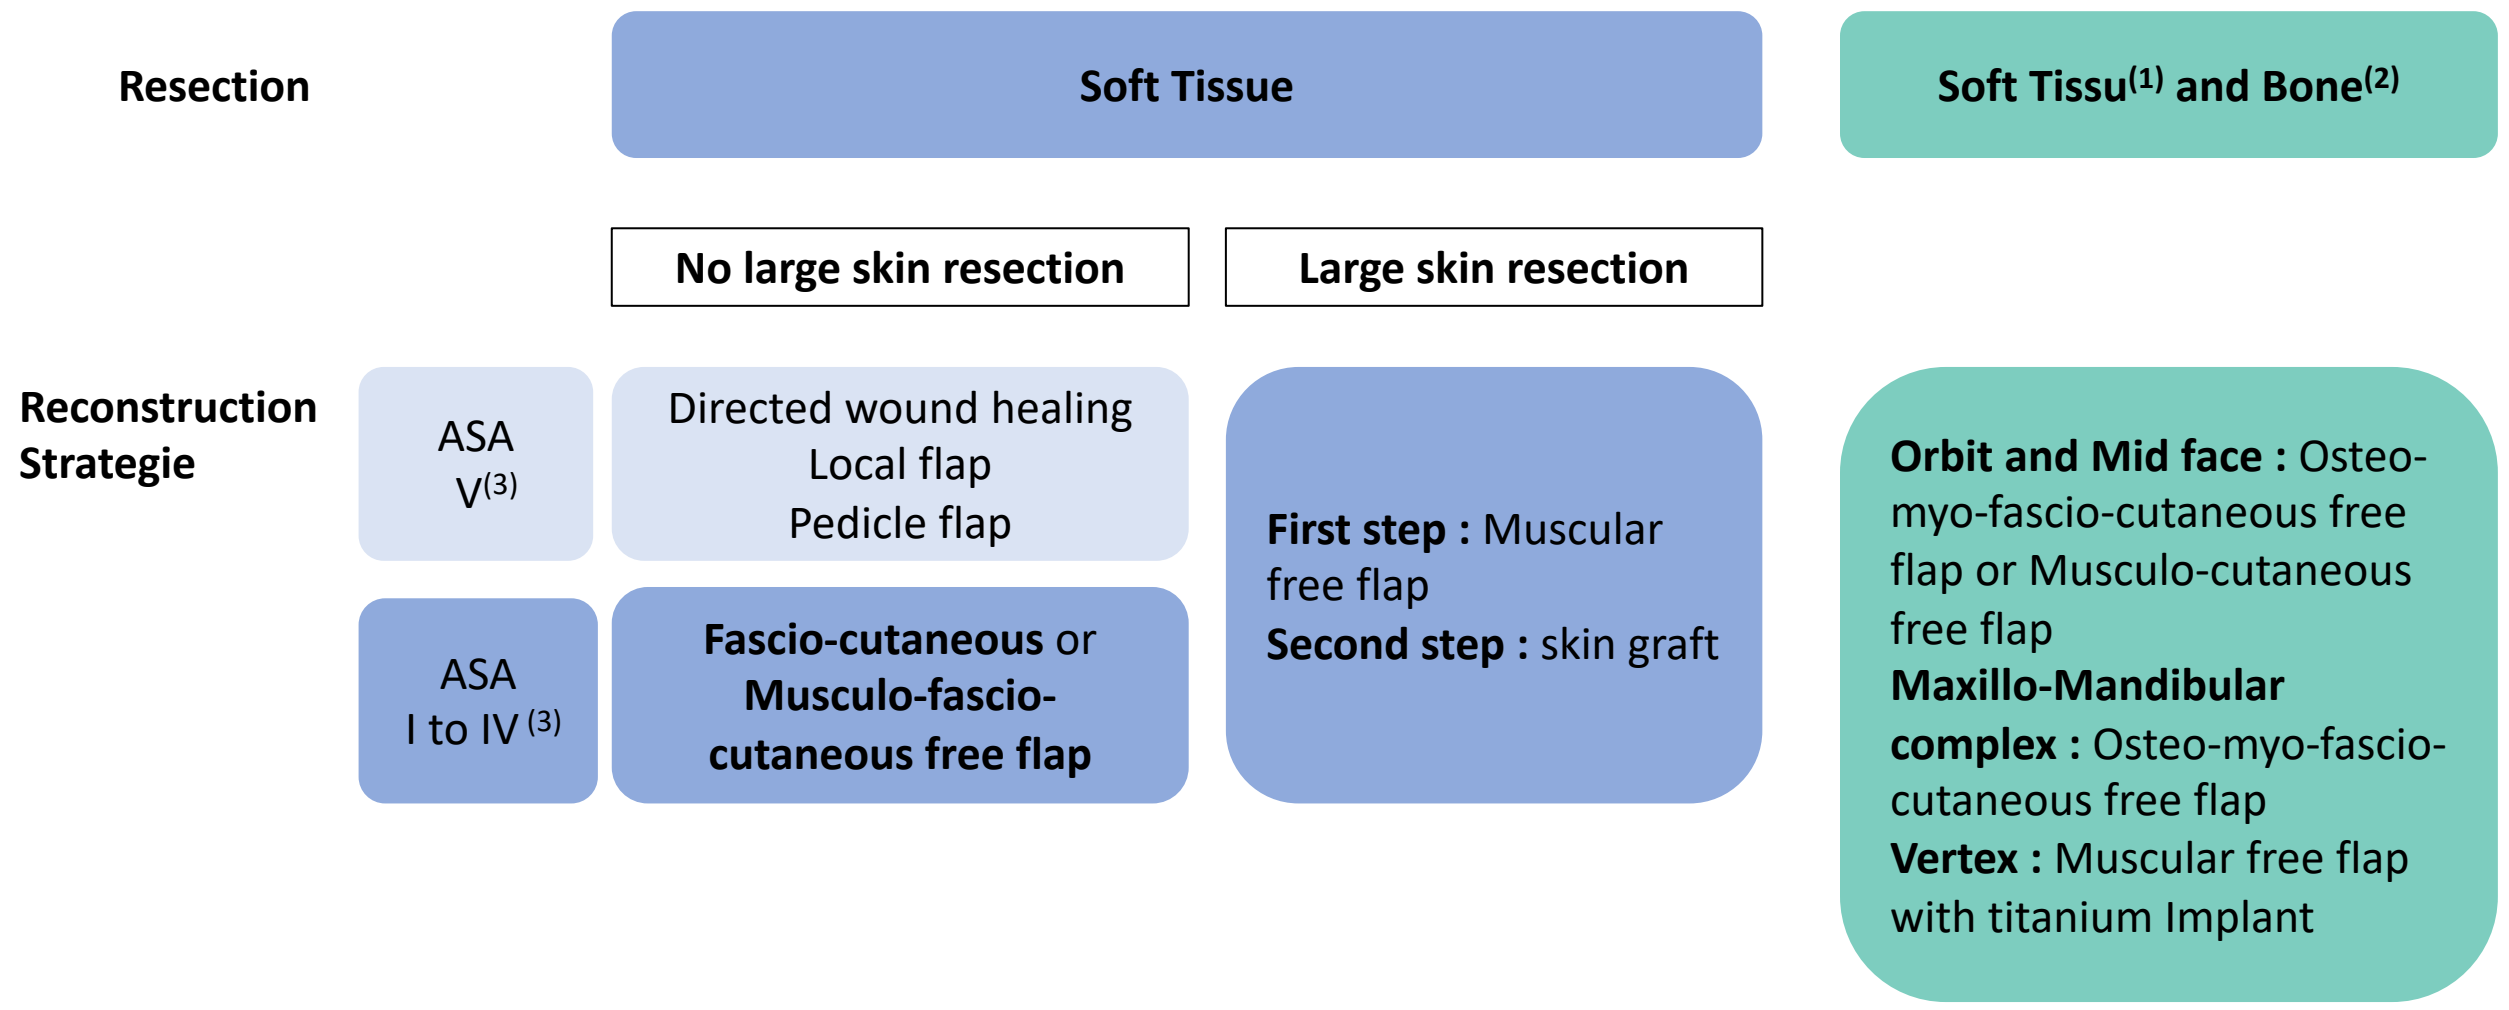 Resection
Soft Tissue
Soft Tissu(1) and Bone(2)
No large skin resection
Large skin resection
Reconstruction
Strategie
ASA
V(3)
Directed wound healing
Local flap
Pedicle flap
ASA
I to IV (3)
Fascio-cutaneous or
Musculo-fascio-
cutaneous free flap
First step : Muscular
free flap
Second step : skin graft
Orbit and Mid face : Osteo-
myo-fascio-cutaneous free
flap or Musculo-cutaneous
free flap
Maxillo-Mandibular
complex : Osteo-myo-fascio-
cutaneous free flap
Vertex : Muscular free flap
with titanium Implant